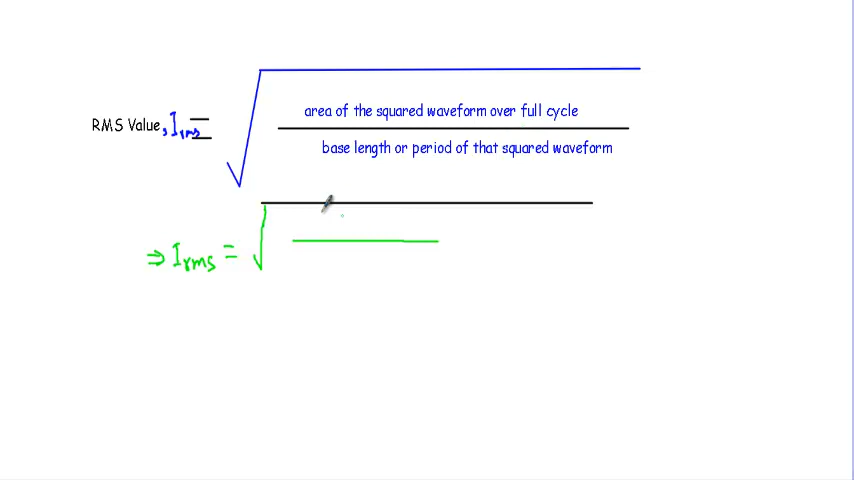 area of the squared waveform over full cycle
RMS Value, Irms =
base length or period of that squared waveform
⇒ Irms = √